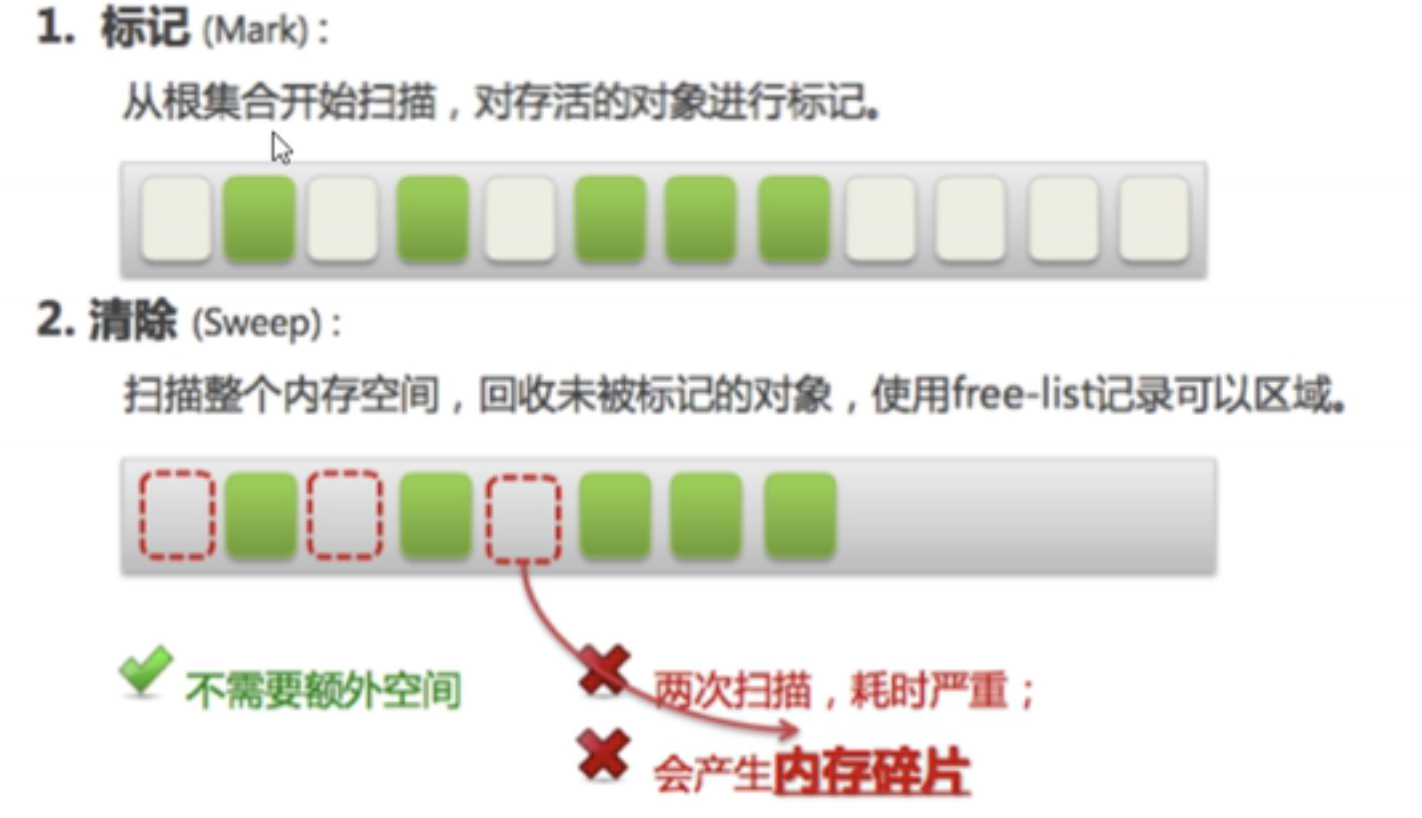 1. 标记 (Mark) :
从根集合开始扫描，对存活的对象进行标记。
2. 清除 (Sweep) :
扫描整个内存空间，回收未被标记的对象，使用free-list记录可以区域。
不需要额外空间
两次扫描，耗时严重；
会产生内存碎片